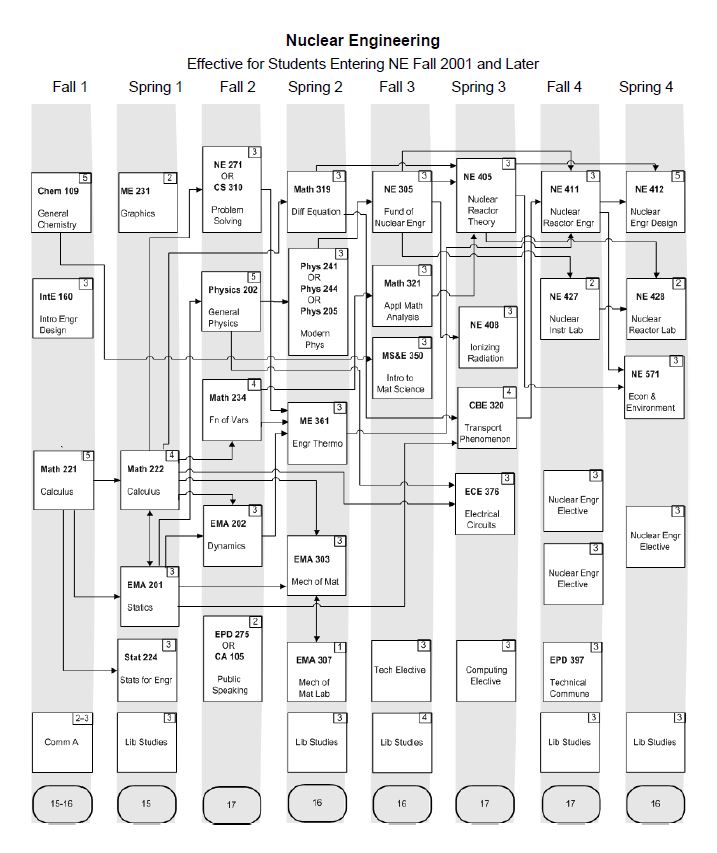 Nuclear Engineering
Effective for Students Entering NE Fall 2001 and Later
Fall 1
Spring 1
Fall 2
Spring 2
Fall 3
Spring 3
Fall 4
Spring 4
5
Chem 109
General
Chemistry
3
IntE 160
Intro Engr
Design
5
Math 221
Calculus
2-3
Comm A
15-16
2
ME 231
Graphics
4
Math 222
Calculus
3
EMA 201
Statics
3
Stat 224
Stats for Engr
3
Lib Studies
15
3
NE 271
OR
CS 310
Problem
Solving
5
Physics 202
General
Physics
4
Math 234
Fn of Vars
3
EMA 202
Dynamics
2
EPD 275
OR
CA 105
Public
Speaking
17
3
Math 319
Diff Equation
3
Phys 241
OR
Phys 244
OR
Phys 205
Modern
Phys
3
ME 361
Engr Thermo
3
EMA 303
Mech of Mat
1
EMA 307
Mech of
Mat Lab
3
Lib Studies
16
3
NE 305
Fund of
Nuclear Engr
3
Math 321
Appl Math
Analysis
3
MS&E 350
Intro to
Mat Science
3
Tech Elective
4
Lib Studies
16
3
NE 405
Nuclear
Reactor
Theory
3
NE 408
Ionizing
Radiation
4
CBE 320
Transport
Phenomenon
3
ECE 376
Electrical
Circuits
3
Computing
Elective
17
3
NE 411
Nuclear
Reactor Engr
2
NE 427
Nuclear
Instr Lab
3
Nuclear Engr
Elective
3
Nuclear Engr
Elective
3
EPD 397
Technical
Commune
3
Lib Studies
17
5
NE 412
Nuclear
Engr Design
2
NE 428
Nuclear
Reactor Lab
3
NE 571
Econ &
Environment
3
Nuclear Engr
Elective
3
Lib Studies
16